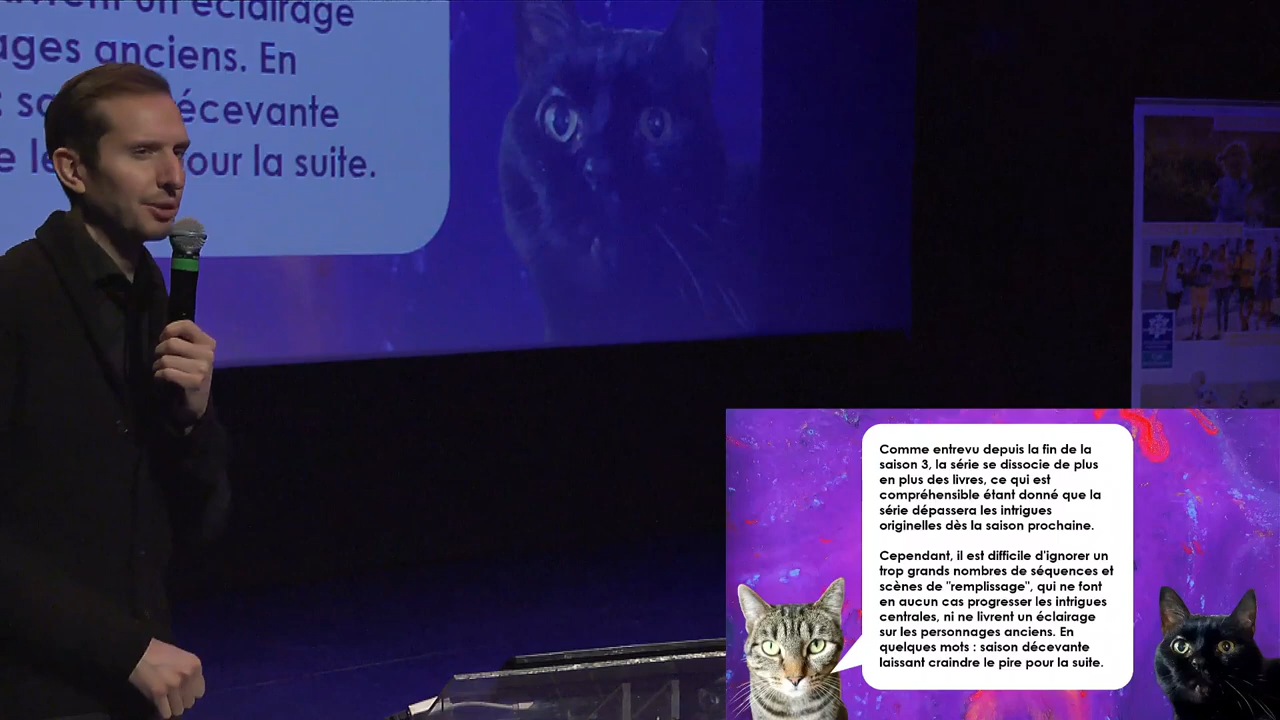 uvrent un éclairage
ages anciens. En
: sa écevante
e le our la suite.
Comme entrevu depuis la fin de la
saison 3, la série se dissocie de plus
en plus des livres, ce qui est
compréhensible étant donné que la
série dépassera les intrigues
originelles dès la saison prochaine.
Cependant, il est difficile d'ignorer un
trop grands nombres de séquences et
scènes de "remplissage", qui ne font
en aucun cas progresser les intrigues
centrales, ni ne livrent un éclairage
sur les personnages anciens. En
quelques mots : saison décevante
laissant craindre le pire pour la suite.